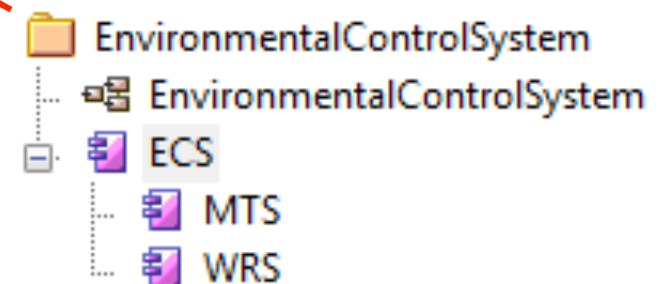 EnvironmentalControlSystem
EnvironmentalControlSystem
ECS
MTS
WRS